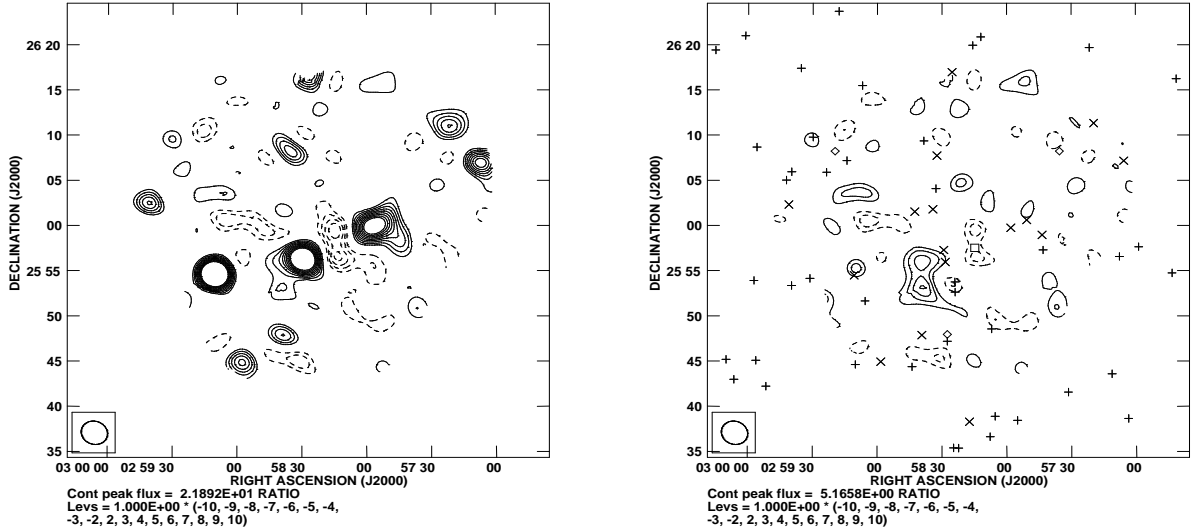 26 20
15
10
05
00
25 55
50
45
40
35
DECLINATION (J2000)
03 00 00 02 59 30 00 58 30 00 57 30 00
RIGHT ASCENSION (J2000)
Cont peak flux = 2.1892E+01 RATIO
Levs = 1.000E+00 * (-10, -9, -8, -7, -6, -5, -4,
-3, -2, 2, 3, 4, 5, 6, 7, 8, 9, 10)
26 20
15
10
05
00
25 55
50
45
40
35
DECLINATION (J2000)
03 00 00 02 59 30 00 58 30 00 57 30 00
RIGHT ASCENSION (J2000)
Cont peak flux = 5.1658E+00 RATIO
Levs = 1.000E+00 * (-10, -9, -8, -7, -6, -5, -4,
-3, -2, 2, 3, 4, 5, 6, 7, 8, 9, 10)